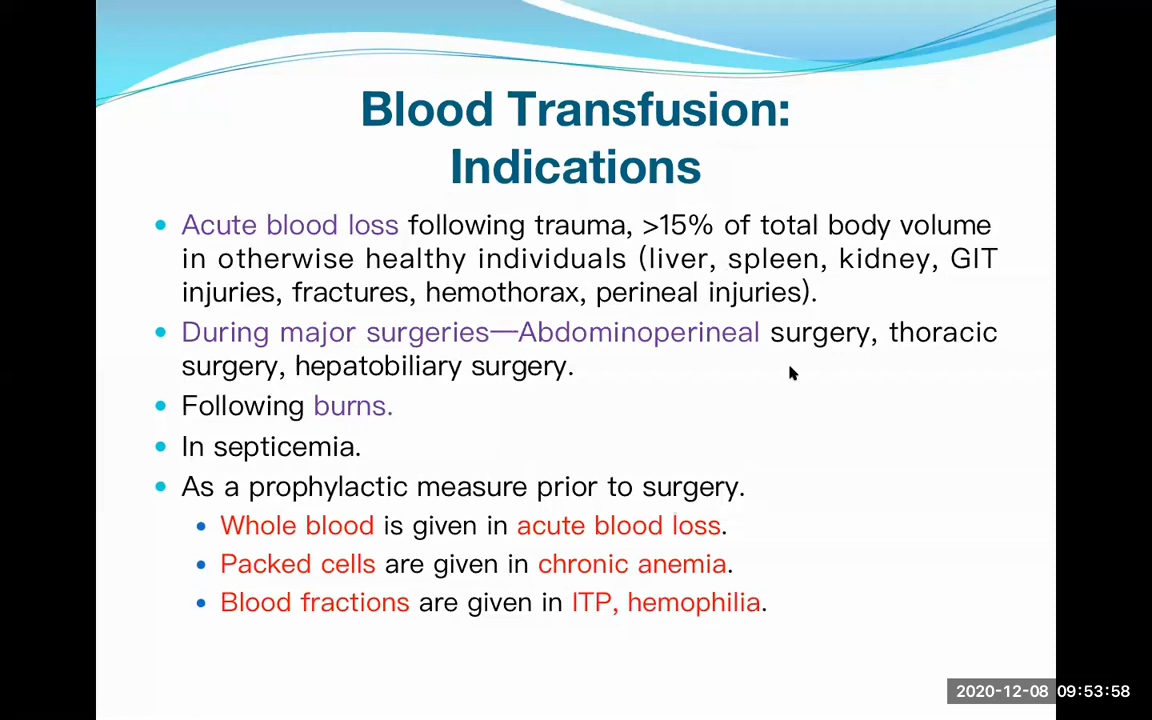 Blood Transfusion:
Indications
• Acute blood loss following trauma, >15% of total body volume
in otherwise healthy individuals (liver, spleen, kidney, GIT
injuries, fractures, hemothorax, perineal injuries).
• During major surgeries—Abdominoperineal surgery, thoracic
surgery, hepatobiliary surgery.
• Following burns.
• In septicemia.
• As a prophylactic measure prior to surgery.
• Whole blood is given in acute blood loss.
• Packed cells are given in chronic anemia.
• Blood fractions are given in ITP, hemophilia.
2020-12-08 09:53:58